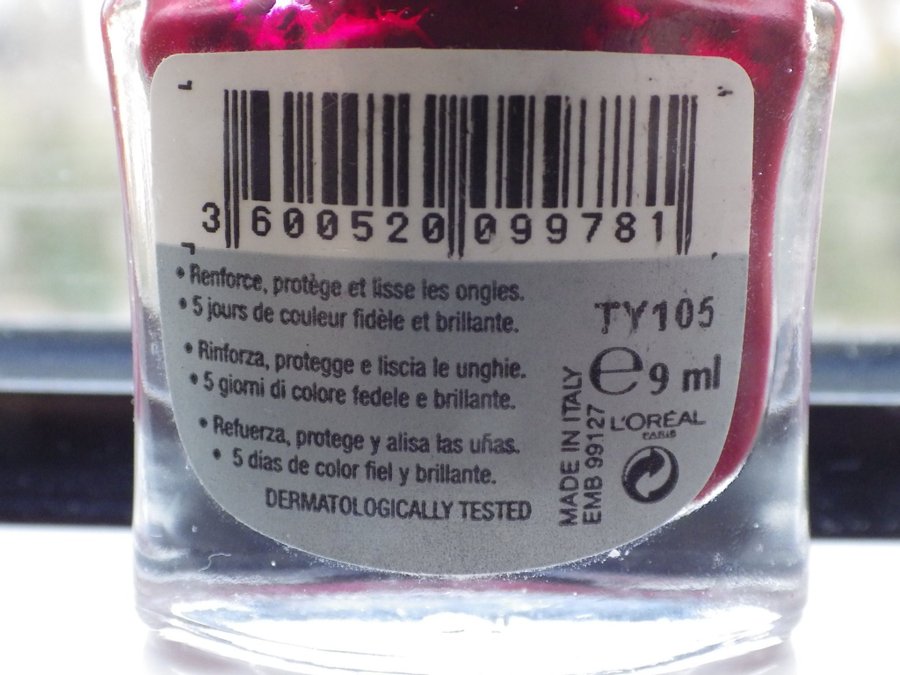 3 600520 099781
• Renforce, protège et lisse les ongles.
• 5 jours de couleur fidèle et brillante.
• Rinforza, protegge e liscia le unghie.
• 5 giorni di colore fedele e brillante.
• Refuerza, protege y alisa las uñas.
• 5 días de color fiel y brillante.
DERMATOLOGICALLY TESTED
MADE IN ITALY
EMB 99127
TY105
e 9 ml
L'ORÉAL
PARIS